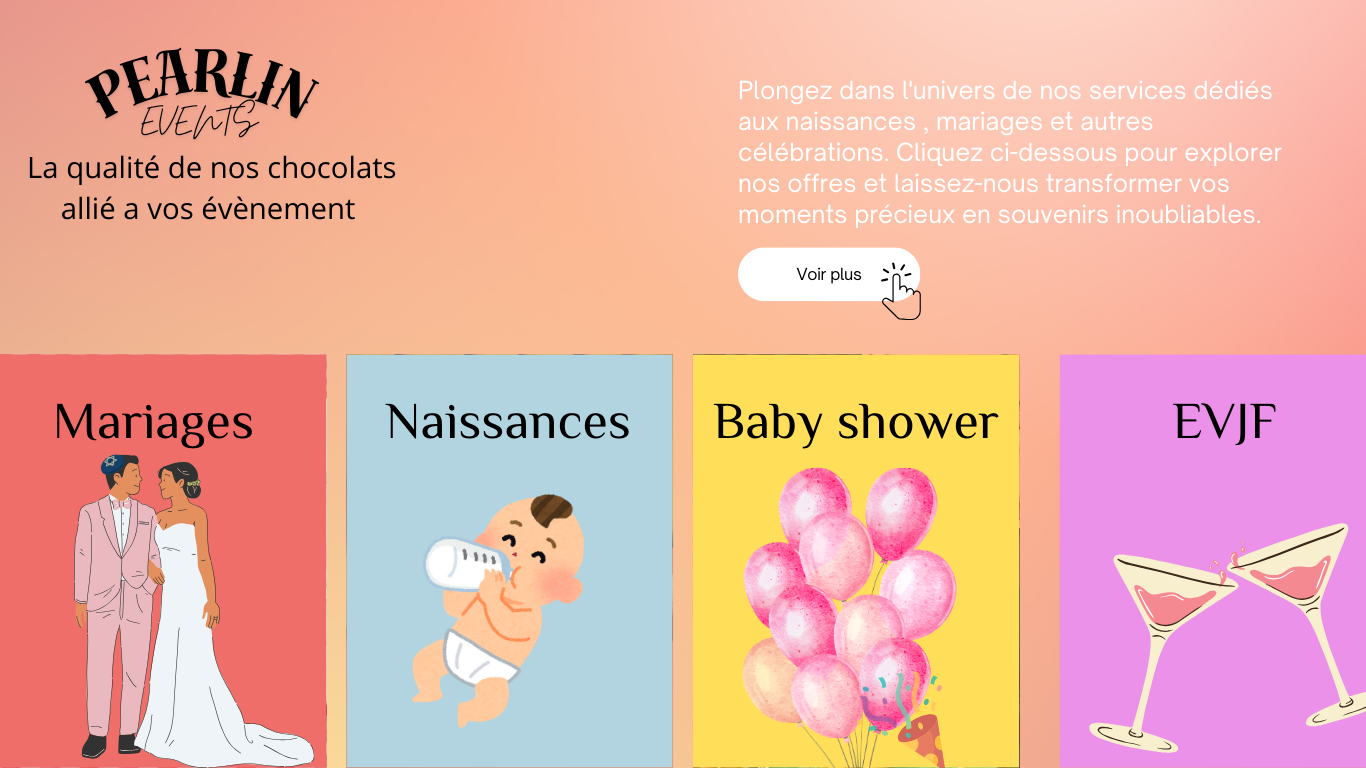 PEARLIN
EVENTS
La qualité de nos chocolats
allié a vos évènement
Plongez dans l'univers de nos services dédiés
aux naissances , mariages et autres
célébrations. Cliquez ci-dessous pour explorer
nos offres et laissez-nous transformer vos
moments précieux en souvenirs inoubliables.
Voir plus
Mariages
Naissances
Baby shower
EVJF